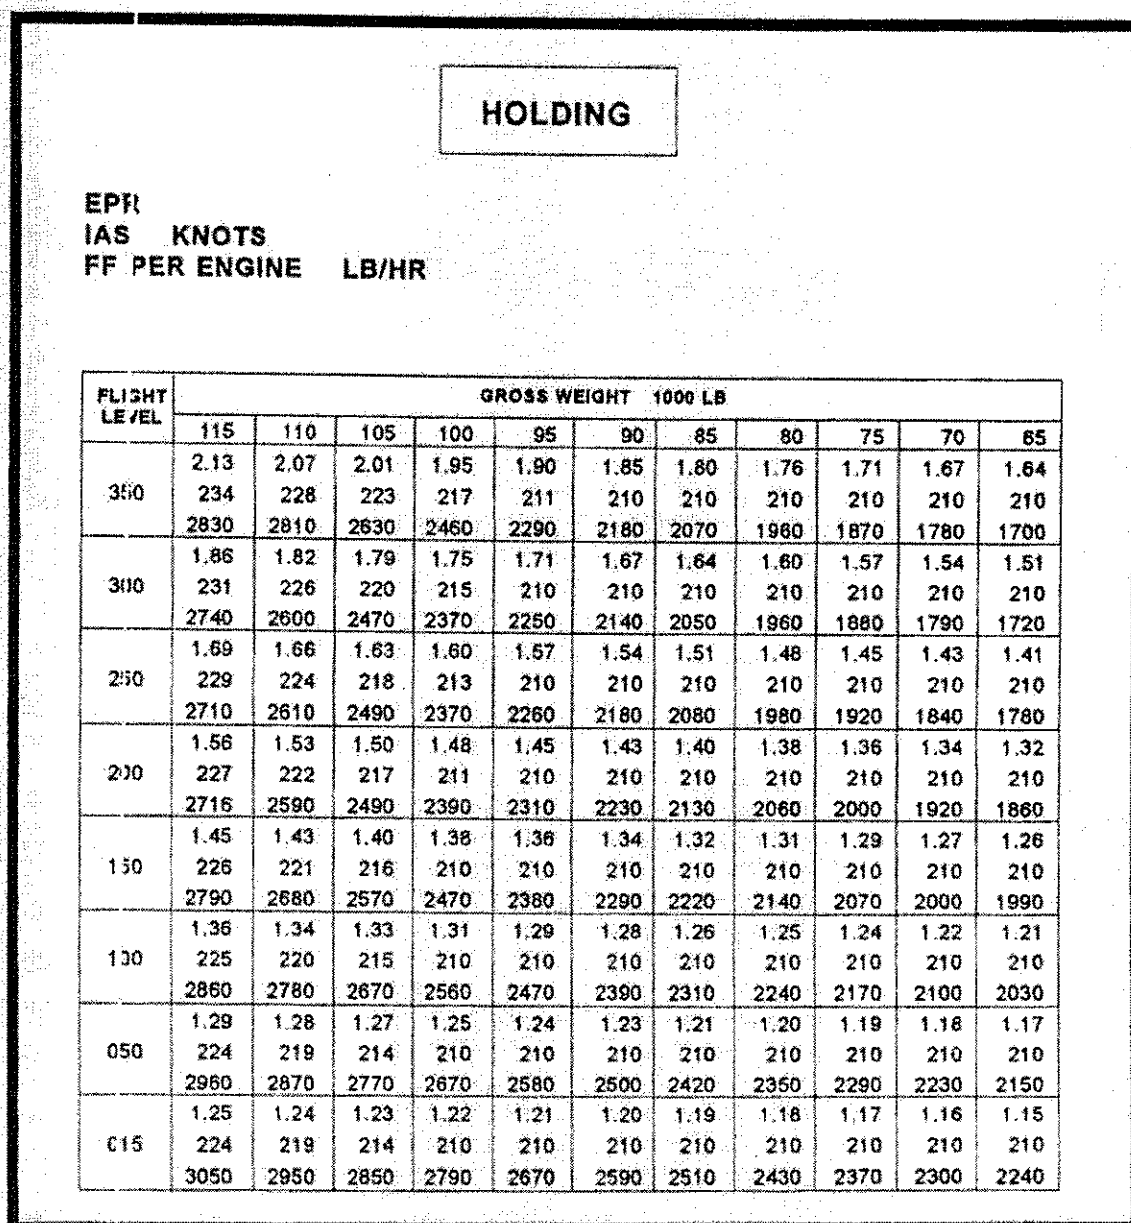 HOLDING
EPR
IAS KNOTS
FF PER ENGINE LB/HR
FLIGHT LEVEL GROSS WEIGHT 1000 LB
115 110 105 100 95 90 85 80 75 70 65
2.13 2.07 2.01 1.95 1.90 1.85 1.80 1.76 1.71 1.67 1.64
350 234 228 223 217 211 210 210 210 210 210 210
2830 2810 2630 2460 2290 2180 2070 1960 1870 1780 1700
1.86 1.82 1.79 1.75 1.71 1.67 1.64 1.60 1.57 1.54 1.51
300 231 226 220 215 210 210 210 210 210 210 210
2740 2600 2470 2370 2250 2140 2050 1960 1880 1790 1720
1.69 1.66 1.63 1.60 1.57 1.54 1.51 1.48 1.45 1.43 1.41
250 229 224 218 213 210 210 210 210 210 210 210
2710 2610 2490 2370 2260 2180 2080 1980 1920 1840 1780
1.56 1.53 1.50 1.48 1.45 1.43 1.40 1.38 1.36 1.34 1.32
200 227 222 217 211 210 210 210 210 210 210 210
2716 2590 2490 2390 2310 2230 2130 2060 2000 1920 1860
1.45 1.43 1.40 1.38 1.36 1.34 1.32 1.31 1.29 1.27 1.26
150 226 221 216 210 210 210 210 210 210 210 210
2790 2680 2570 2470 2380 2290 2220 2140 2070 2000 1990
1.36 1.34 1.33 1.31 1.29 1.28 1.26 1.25 1.24 1.22 1.21
100 225 220 215 210 210 210 210 210 210 210 210
2860 2780 2670 2560 2470 2390 2310 2240 2170 2100 2030
1.29 1.28 1.27 1.25 1.24 1.23 1.21 1.20 1.19 1.18 1.17
050 224 219 214 210 210 210 210 210 210 210 210
2960 2870 2770 2670 2580 2500 2420 2350 2290 2230 2150
1.25 1.24 1.23 1.22 1.21 1.20 1.19 1.18 1.17 1.16 1.15
015 224 219 214 210 210 210 210 210 210 210 210
3050 2950 2850 2790 2670 2590 2510 2430 2370 2300 2240